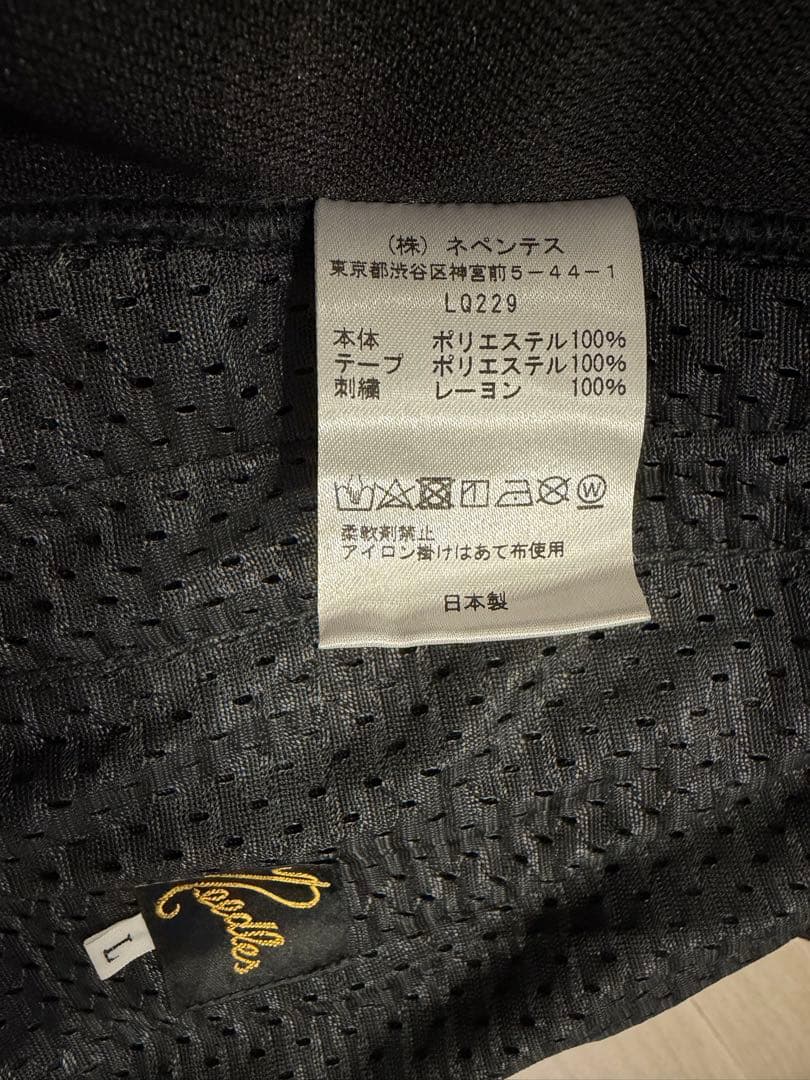 （株）ネペンテス
東京都渋谷区神宮前５－４４－１
LQ229
本体 ポリエステル100%
テープ ポリエステル100%
刺繍 レーヨン 100%
W
柔軟剤禁止
アイロン掛けはあて布使用
日本製
Needles
L